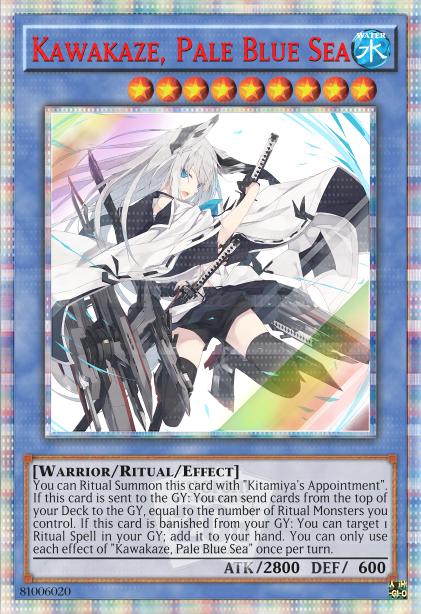 Kawakaze, Pale Blue Sea
WATER
水
[Warrior/Ritual/Effect]
You can Ritual Summon this card with "Kitamiya's Appointment".
If this card is sent to the GY: You can send cards from the top of
your Deck to the GY, equal to the number of Ritual Monsters you
control. If this card is banished from your GY: You can target 1
Ritual Spell in your GY; add it to your hand. You can only use
each effect of "Kawakaze, Pale Blue Sea" once per turn.
ATK/2800 DEF/ 600
81006020